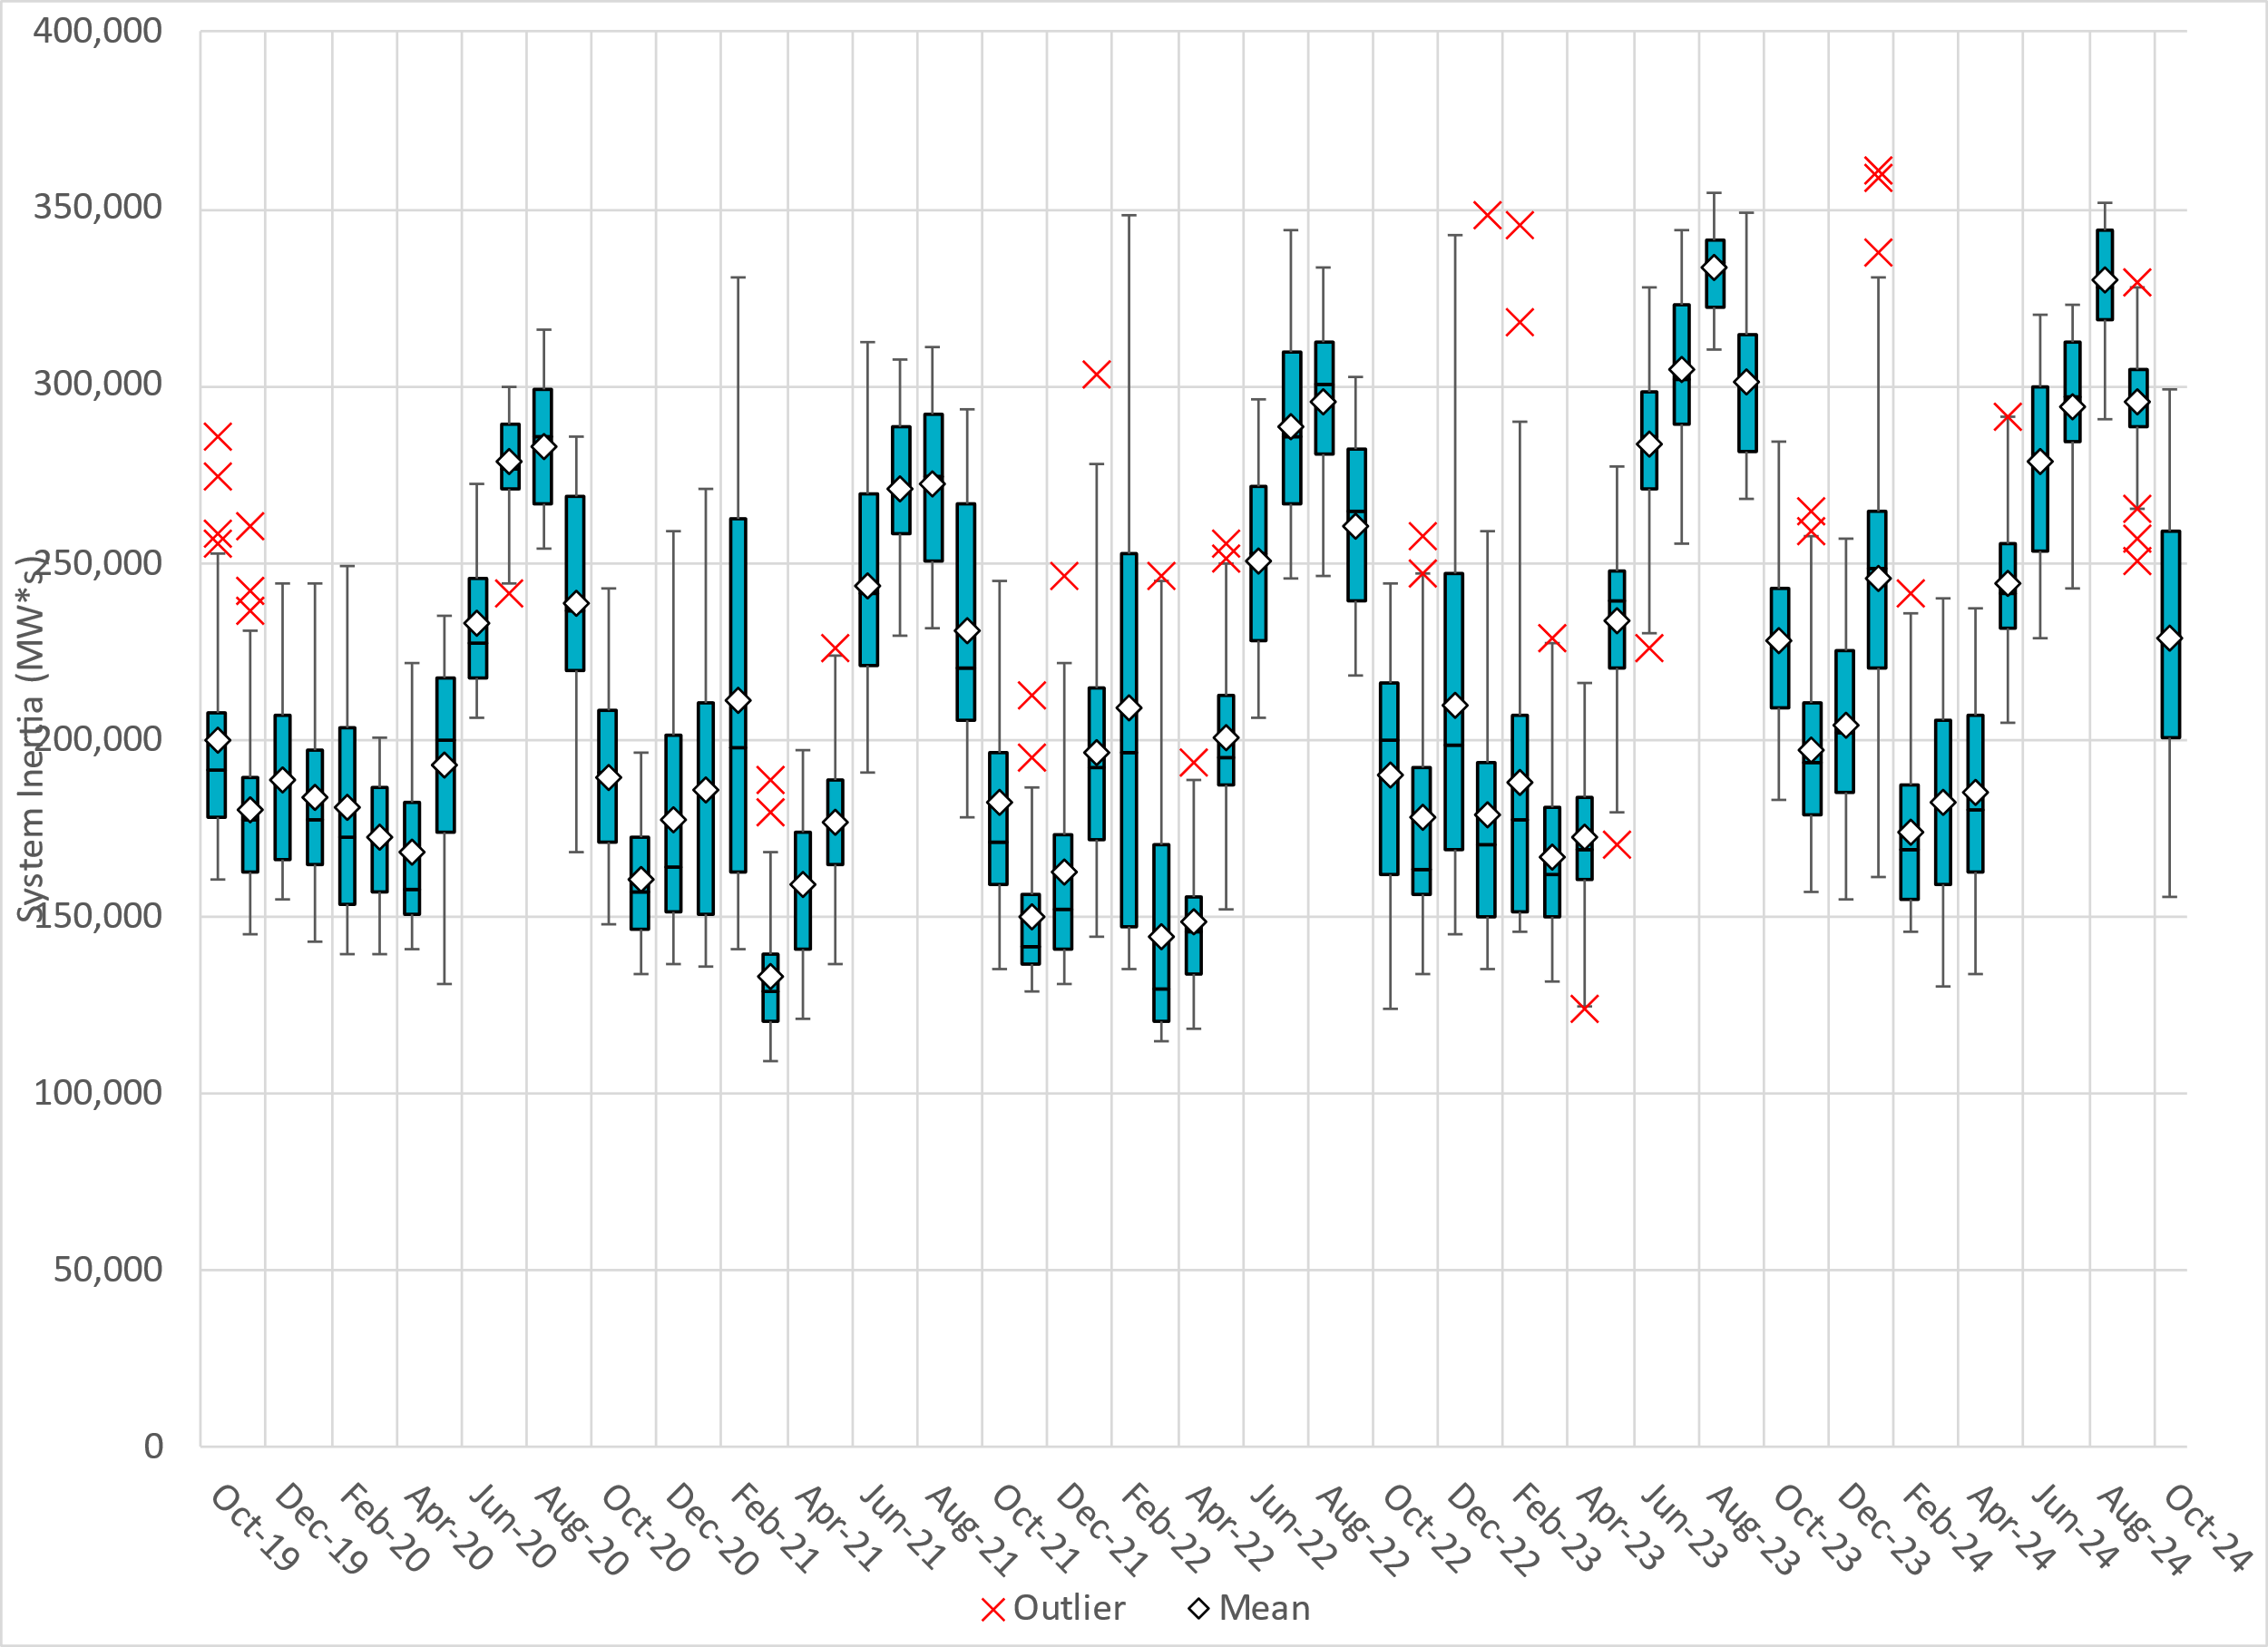 400,000
350,000
300,000
250,000
200,000
150,000
100,000
50,000
0
System Inertia (MW*s)
Oct-19
Dec-19
Feb-20
Apr-20
Jun-20
Aug-20
Oct-20
Dec-20
Feb-21
Apr-21
Jun-21
Aug-21
Oct-21
Dec-21
Feb-22
Apr-22
Jun-22
Aug-22
Oct-22
Dec-22
Feb-23
Apr-23
Jun-23
Aug-23
Oct-23
Dec-23
Feb-24
Apr-24
Jun-24
Aug-24
Oct-24
Outlier
Mean